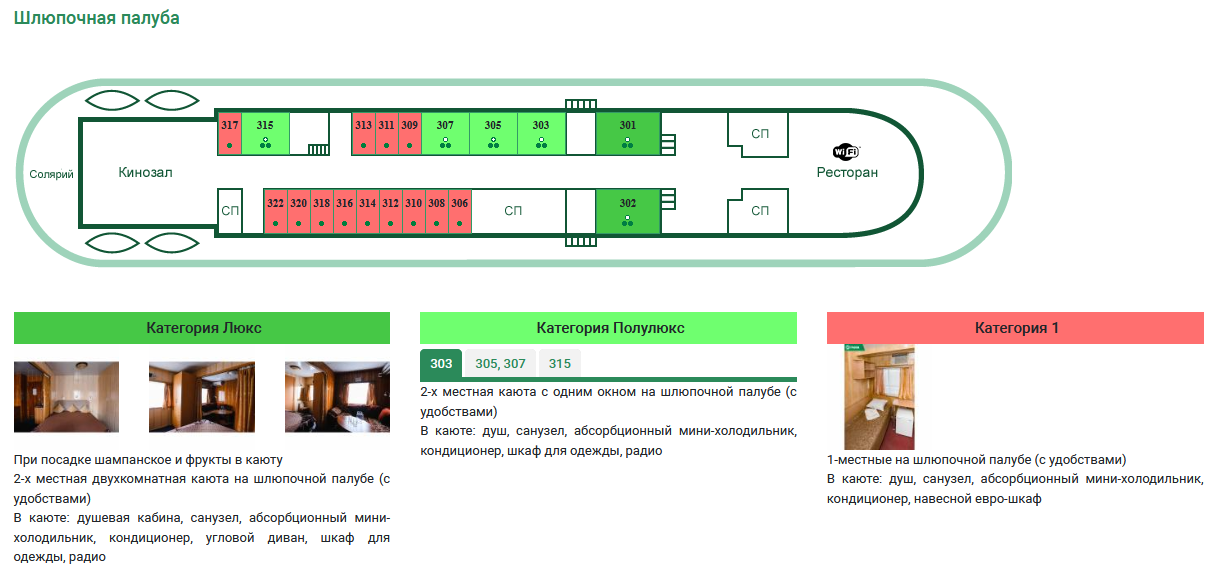 Шлюпочная палуба
317 315 313 311 309 307 305 303 301 СП
WiFi
Солярий Кинозал Ресторан
СП 322 320 318 316 314 312 310 308 306 СП 302 СП
Категория Люкс
При посадке шампанское и фрукты в каюту
2-х местная двухкомнатная каюта на шлюпочной палубе (с
удобствами)
В каюте: душевая кабина, санузел, абсорбционный мини-
холодильник, кондиционер, угловой диван, шкаф для
одежды, радио
Категория Полулюкс
303 305, 307 315
2-х местная каюта с одним окном на шлюпочной палубе (с
удобствами)
В каюте: душ, санузел, абсорбционный мини-холодильник,
кондиционер, шкаф для одежды, радио
Категория 1
1-местные на шлюпочной палубе (с удобствами)
В каюте: душ, санузел, абсорбционный мини-холодильник,
кондиционер, навесной евро-шкаф